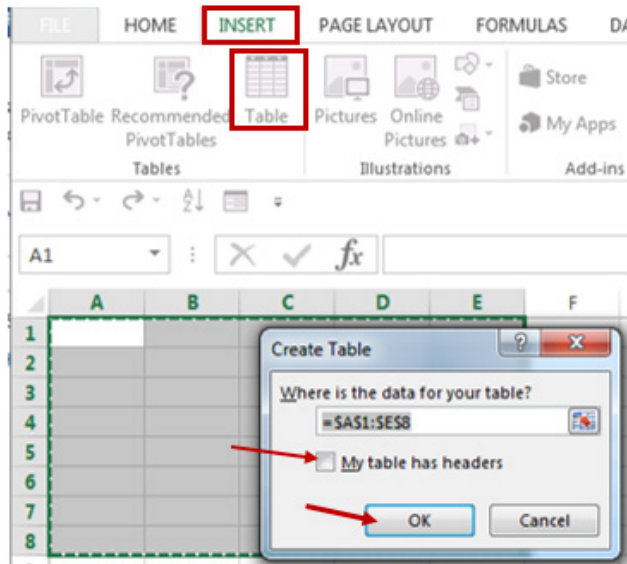 FILE HOME INSERT PAGE LAYOUT FORMULAS DA
PivotTable Recommended PivotTables Table Pictures Online Pictures Store My Apps
Tables Illustrations Add-ins
A1 fx
A B C D E F
1
2
3
4
5
6
7
8
Create Table
Where is the data for your table?
=$A$1:$E$8
My table has headers
OK Cancel